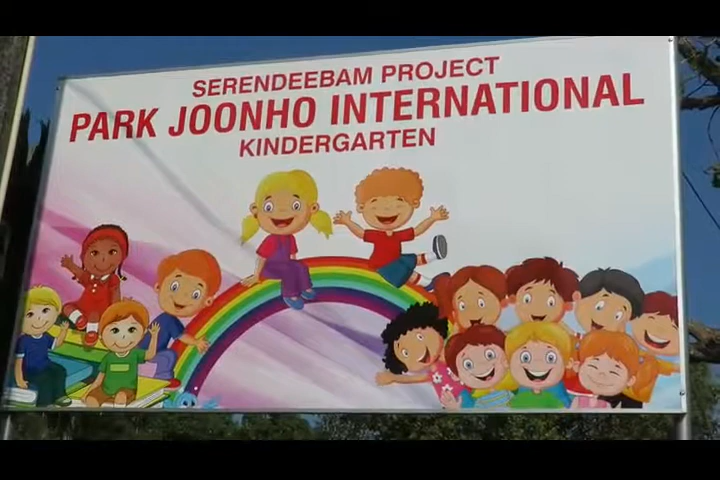 SERENDEEBAM PROJECT
PARK JOONHO INTERNATIONAL
KINDERGARTEN